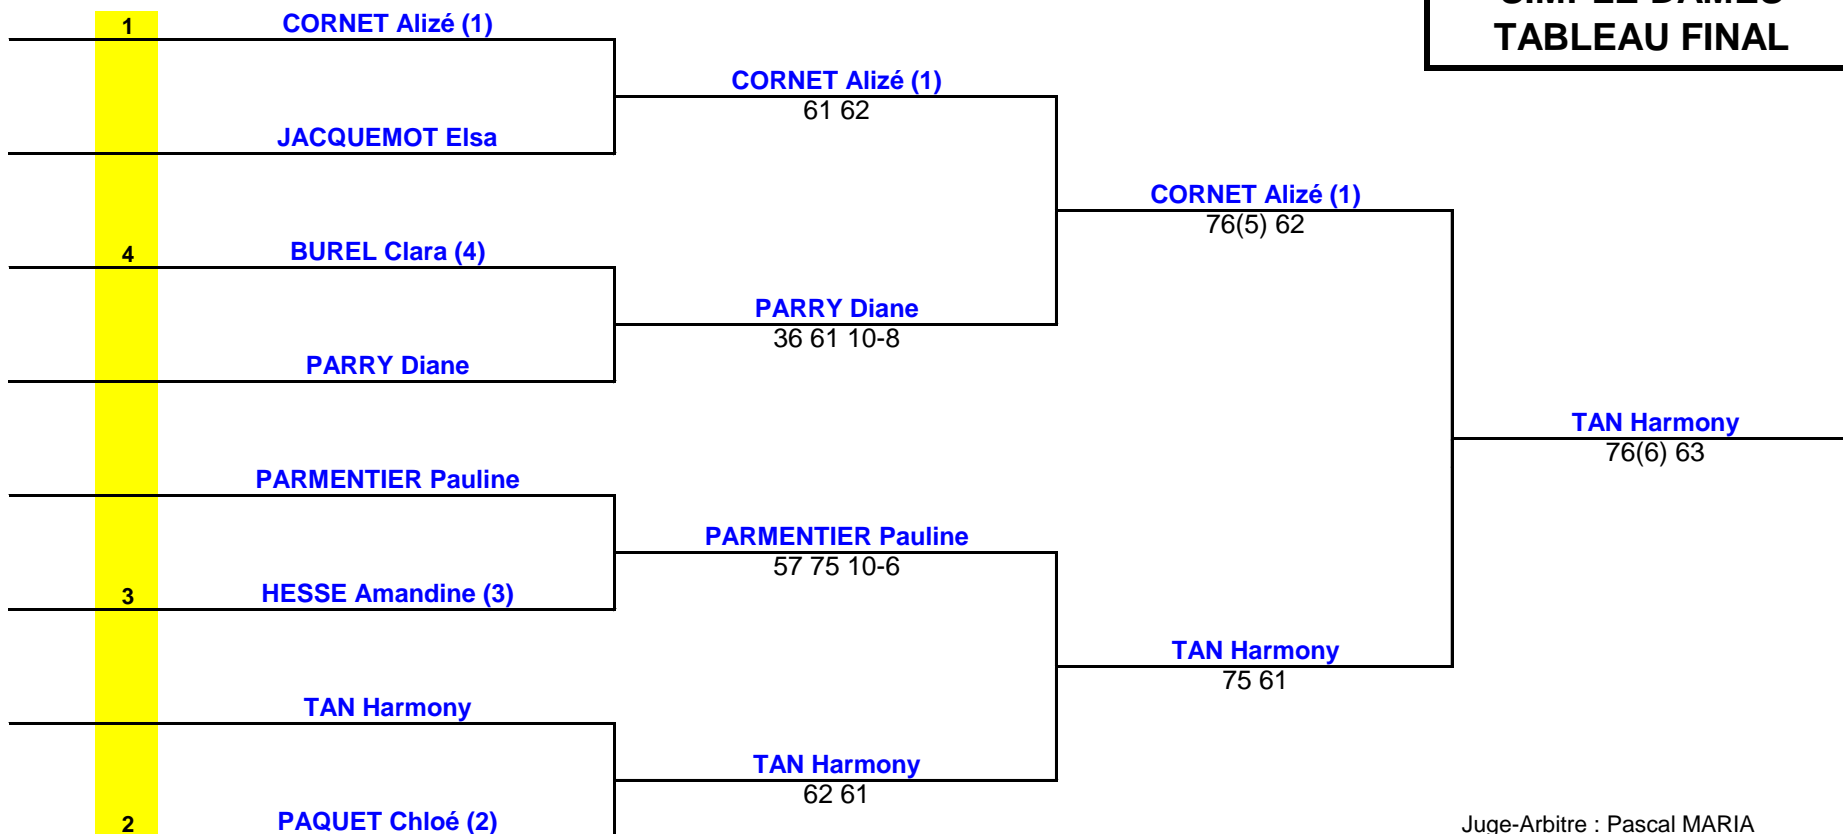 SIMPLE DAMES
TABLEAU FINAL
1 CORNET Alizé (1)
CORNET Alizé (1)
61 62
JACQUEMOT Elsa
CORNET Alizé (1)
76(5) 62
4 BUREL Clara (4)
PARRY Diane
36 61 10-8
PARRY Diane
TAN Harmony
76(6) 63
PARMENTIER Pauline
PARMENTIER Pauline
57 75 10-6
3 HESSE Amandine (3)
TAN Harmony
75 61
TAN Harmony
TAN Harmony
62 61
2 PAQUET Chloé (2)
Juge-Arbitre : Pascal MARIA